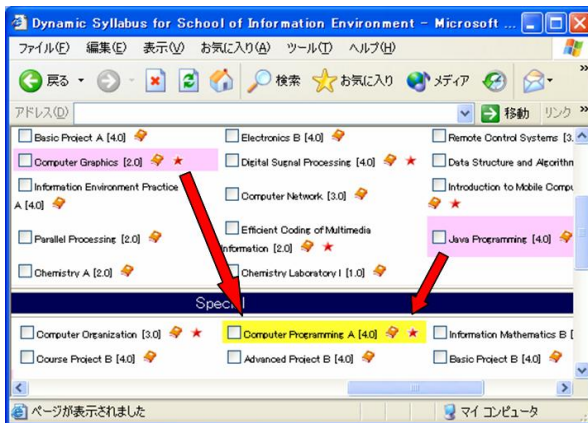 Dynamic Syllabus for School of Information Environment - Microsoft ...
ファイル(F) 編集(E) 表示(V) お気に入り(A) ツール(T) ヘルプ(H)
戻る 検索 お気に入り メディア
アドレス(D) 移動 リンク
Basic Project A [4.0] Electronics B [4.0] Remote Control Systems [3.
Computer Graphics [2.0] Digital Sugnal Processing [4.0] Data Structure and Algorithm
Information Environment Practice A [4.0] Computer Network [3.0] Introduction to Mobile Compu
Parallel Processing [2.0] Efficient Coding of Multimedia Information [2.0] Java Programming [4.0]
Chemistry A [2.0] Chemistry Laboratory I [1.0]
Special
Computer Organization [3.0] Computer Programming A [4.0] Information Mathematics B [
Course Project B [4.0] Advanced Project B [4.0] Basic Project B [4.0]
ページが表示されました マイ コンピュータ